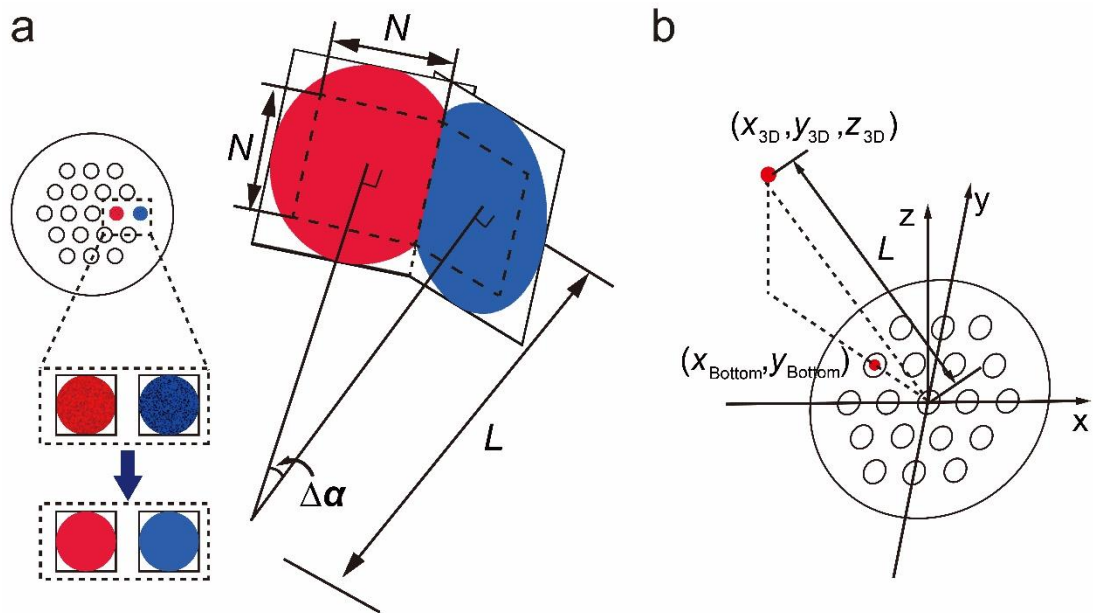 a
N
N
L
Δα
b
(x3D,y3D,z3D)
z
y
L
(xBottom,yBottom)
x